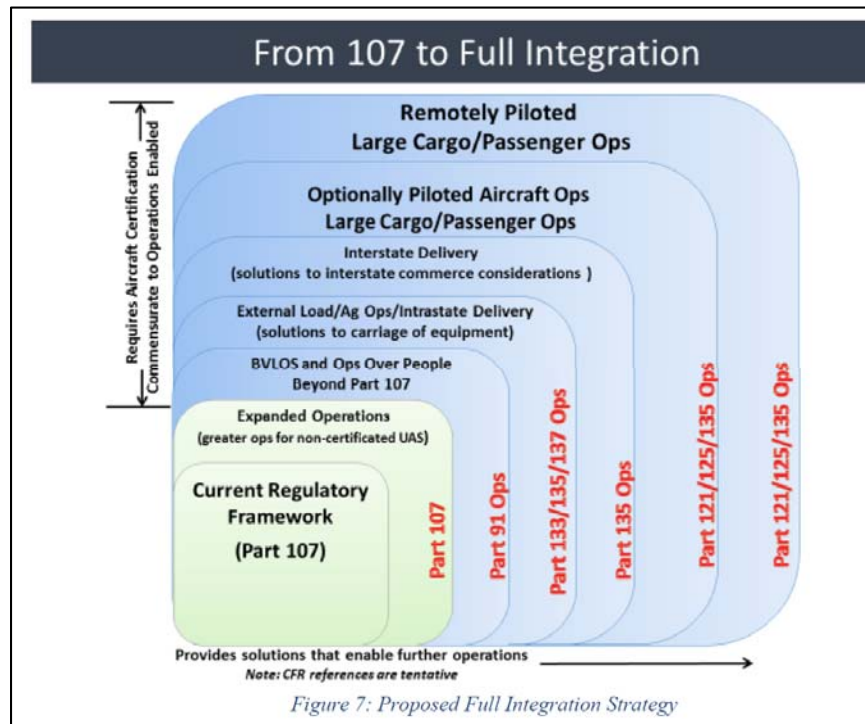 From 107 to Full Integration
Requires Aircraft Certification
Commensurate to Operations Enabled
Remotely Piloted
Large Cargo/Passenger Ops
Optionally Piloted Aircraft Ops
Large Cargo/Passenger Ops
Interstate Delivery
(solutions to interstate commerce considerations )
External Load/Ag Ops/Intrastate Delivery
(solutions to carriage of equipment)
BVLOS and Ops Over People
Beyond Part 107
Expanded Operations
(greater ops for non-certificated UAS)
Current Regulatory
Framework
(Part 107)
Part 107
Part 91 Ops
Part 133/135/137 Ops
Part 135 Ops
Part 121/125/135 Ops
Part 121/125/135 Ops
Provides solutions that enable further operations
Note: CFR references are tentative
Figure 7: Proposed Full Integration Strategy